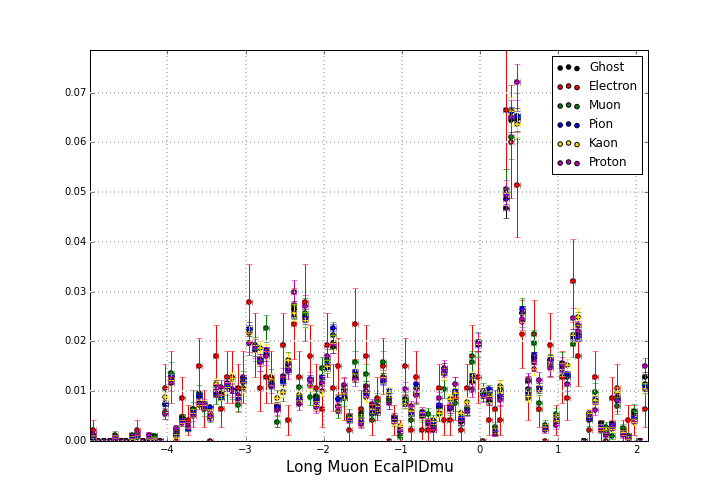 0.07
0.06
0.05
0.04
0.03
0.02
0.01
0.00
Ghost
Electron
Muon
Pion
Kaon
Proton
−4 −3 −2 −1 0 1 2
Long Muon EcalPIDmu